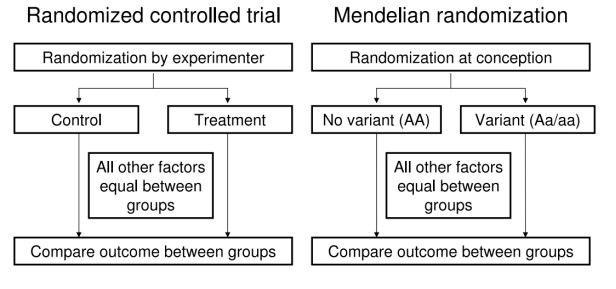 Randomized controlled trial
Randomization by experimenter
Control
Treatment
All other factors
equal between
groups
Compare outcome between groups
Mendelian randomization
Randomization at conception
No variant (AA)
Variant (Aa/aa)
All other factors
equal between
groups
Compare outcome between groups